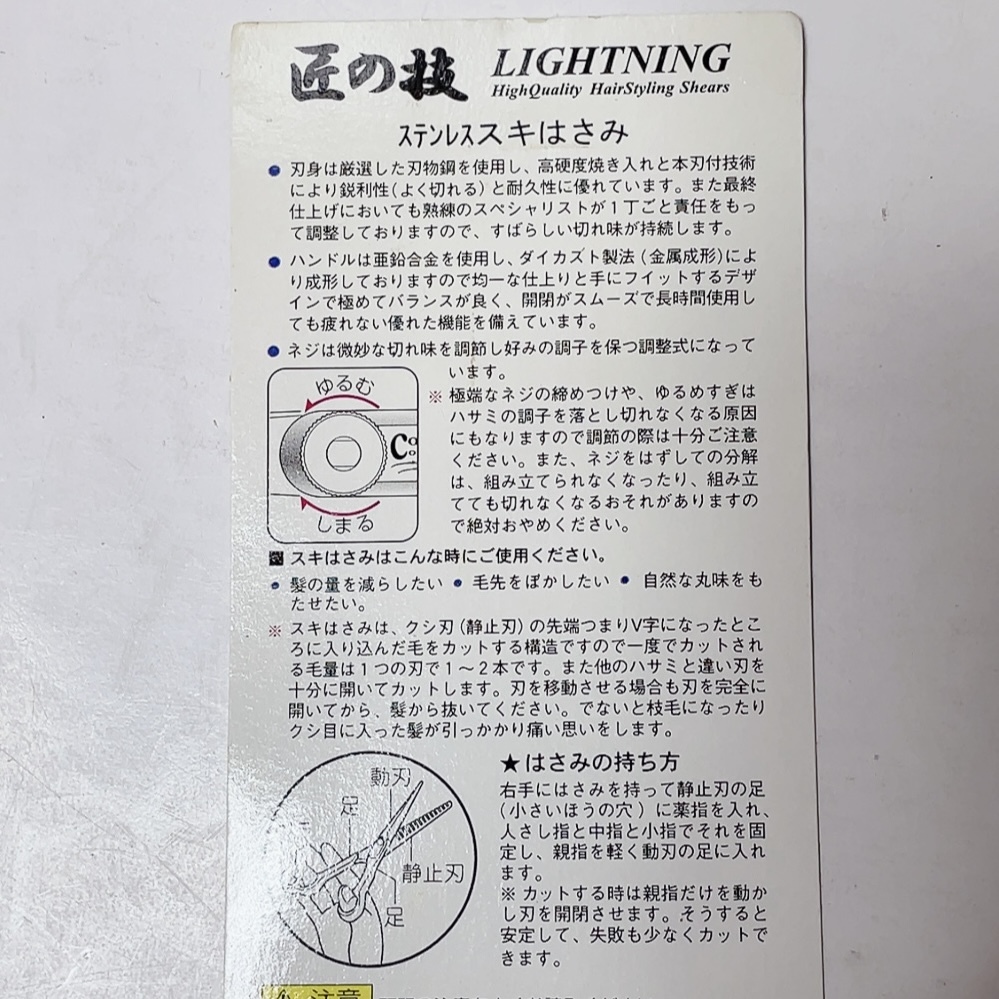 匠の技 LIGHTNING
HighQuality HairStyling Shears
ステンレススキはさみ
● 刃身は厳選した刃物鋼を使用し、高硬度焼き入れと本刃付技術
により鋭利性(よく切れる)と耐久性に優れています。また最終
仕上げにおいても熟練のスペシャリストが1丁ごと責任をもっ
て調整しておりますので、すばらしい切れ味が持続します。
● ハンドルは亜鉛合金を使用し、ダイカズト製法(金属成形)によ
り成形しておりますので均一な仕上りと手にフイットするデザ
インで極めてバランスが良く、開閉がスムーズで長時間使用し
ても疲れない優れた機能を備えています。
● ネジは微妙な切れ味を調節し好みの調子を保つ調整式になって
います。
ゆるむ
Co
しまる
※ 極端なネジの締めつけや、ゆるめすぎは
ハサミの調子を落とし切れなくなる原因
にもなりますので調節の際は十分ご注意
ください。また、ネジをはずしての分解
は、組み立てられなくなったり、組み立
てても切れなくなるおそれがありますの
で絶対おやめください。
■ スキはさみはこんな時にご使用ください。
● 髪の量を減らしたい ● 毛先をぼかしたい ● 自然な丸味をも
たせたい。
※ スキはさみは、クシ刃(静止刃)の先端つまりV字になったとこ
ろに入り込んだ毛をカットする構造ですので一度でカットされ
る毛量は1つの刃で1〜2本です。また他のハサミと違い刃を
十分に開いてカットします。刃を移動させる場合も刃を完全に
開いてから、髪から抜いてください。でないと枝毛になったり
クシ目に入った髪が引っかかり痛い思いをします。
動刃
足
静止刃
足
★はさみの持ち方
右手にはさみを持って静止刃の足
(小さいほうの穴)に薬指を入れ、
人さし指と中指と小指でそれを固
定し、親指を軽く動刃の足に入れ
ます。
※ カットする時は親指だけを動か
し刃を開閉させます。そうすると
安定して、失敗も少なくカットで
きます。
注意